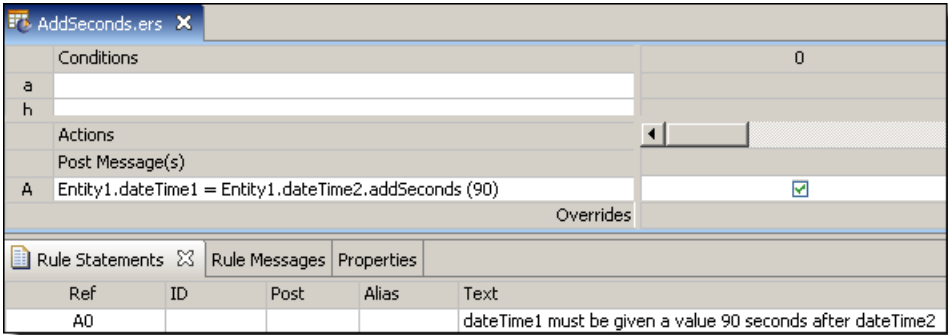 AddSeconds.ers
Conditions 0
a
h
Actions
Post Message(s)
A Entity1.dateTime1 = Entity1.dateTime2.addSeconds (90)
Overrides
Rule Statements Rule Messages Properties
Ref ID Post Alias Text
A0 dateTime1 must be given a value 90 seconds after dateTime2